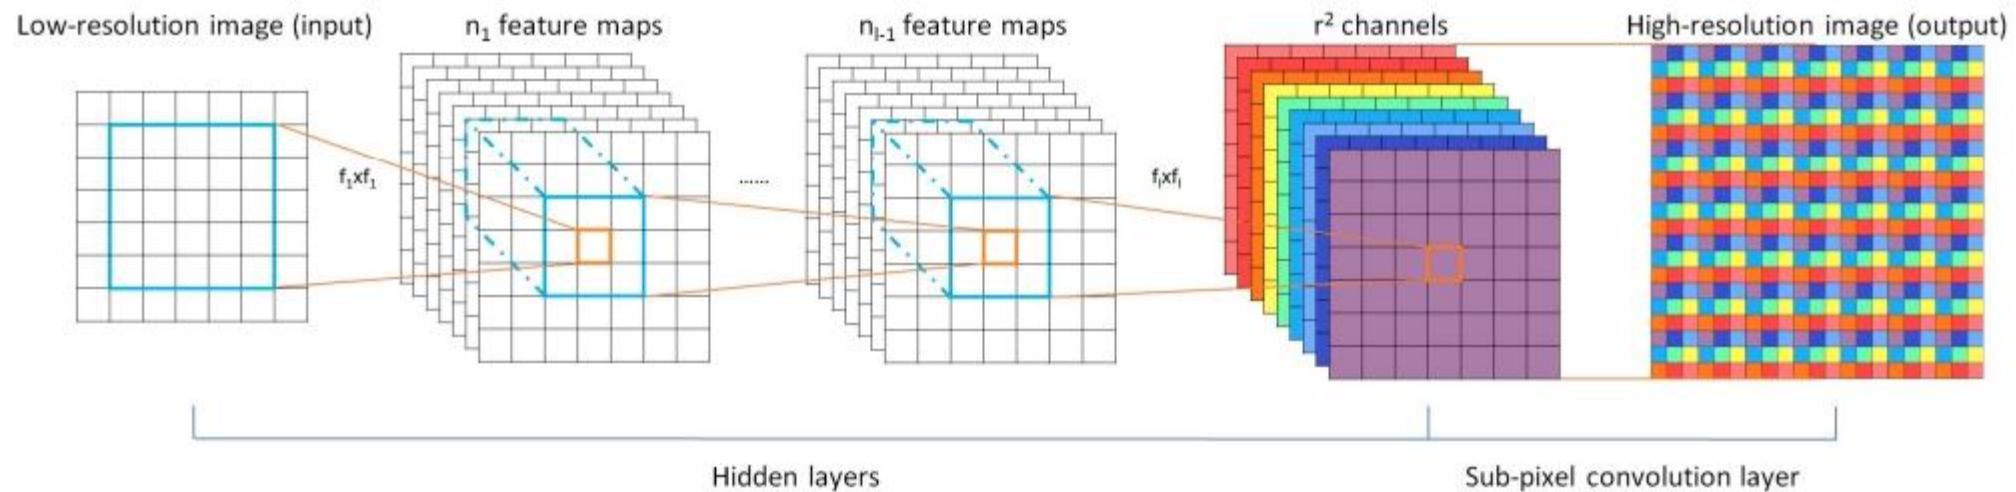 Low-resolution image (input)
n₁ feature maps
nₗ₋₁ feature maps
r² channels
High-resolution image (output)
f₁xf₁
......
fₗxfₗ
Hidden layers
Sub-pixel convolution layer